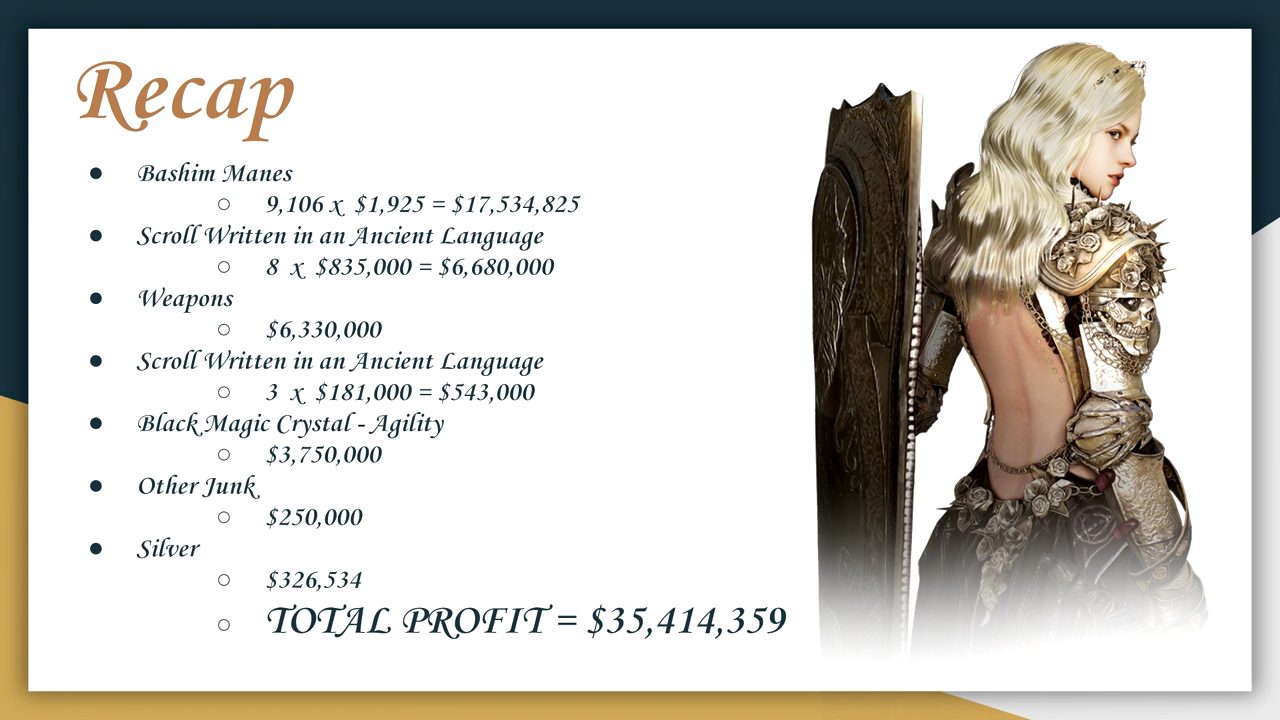 Recap
● Bashim Manes
○ 9,106 x $1,925 = $17,534,825
● Scroll Written in an Ancient Language
○ 8 x $835,000 = $6,680,000
● Weapons
○ $6,330,000
● Scroll Written in an Ancient Language
○ 3 x $181,000 = $543,000
● Black Magic Crystal - Agility
○ $3,750,000
● Other Junk
○ $250,000
● Silver
○ $326,534
○ TOTAL PROFIT = $35,414,359